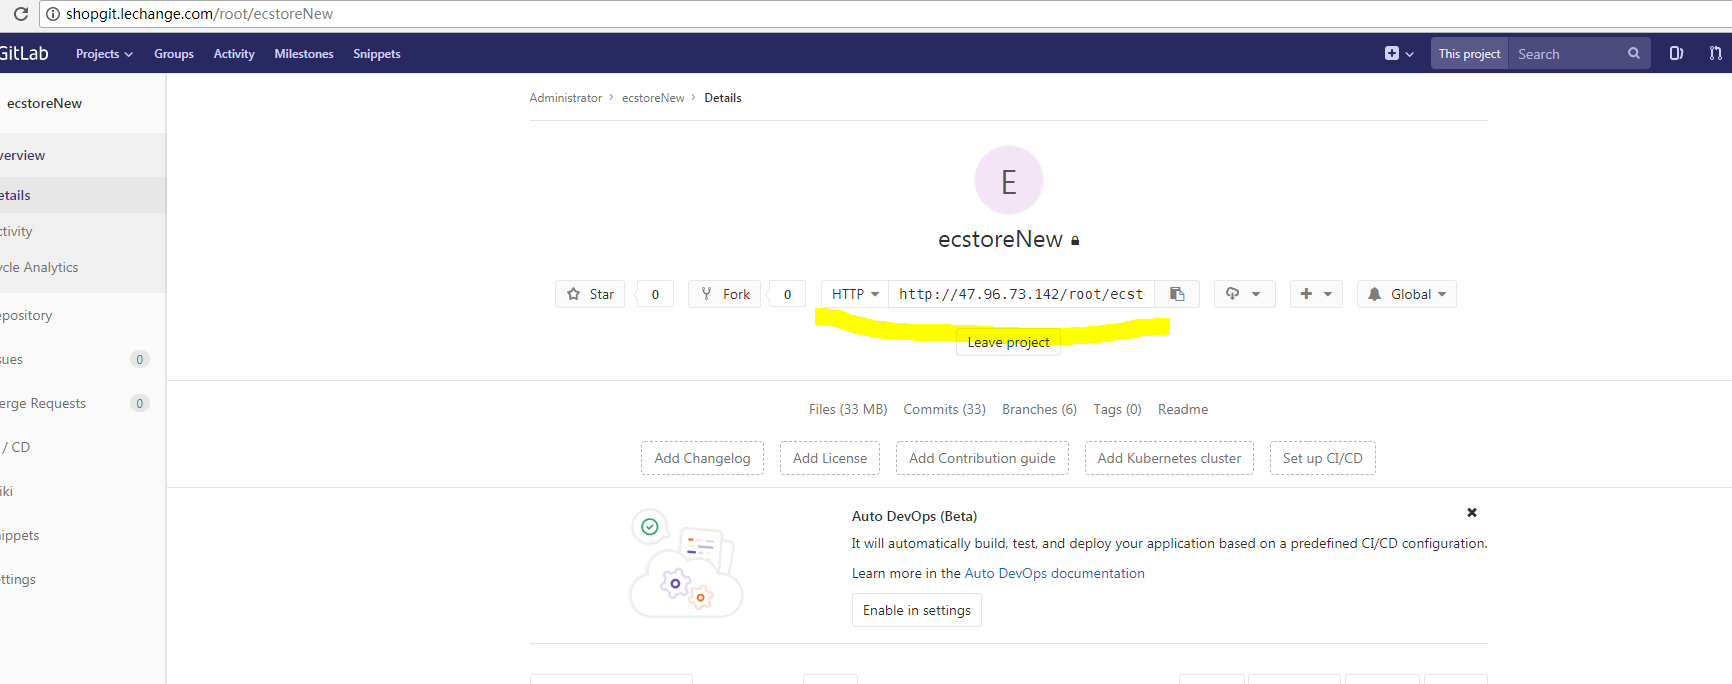 shopgit.lechange.com/root/ecstoreNew
GitLab Projects Groups Activity Milestones Snippets This project Search
ecstoreNew
Administrator › ecstoreNew › Details
verview
etails
ctivity
ycle Analytics
epository
sues 0
erge Requests 0
/ CD
iki
nippets
ettings
E
ecstoreNew
Star 0 Fork 0 HTTP http://47.96.73.142/root/ecst Global
Leave project
Files (33 MB) Commits (33) Branches (6) Tags (0) Readme
Add Changelog Add License Add Contribution guide Add Kubernetes cluster Set up CI/CD
Auto DevOps (Beta)
It will automatically build, test, and deploy your application based on a predefined CI/CD configuration.
Learn more in the Auto DevOps documentation
Enable in settings